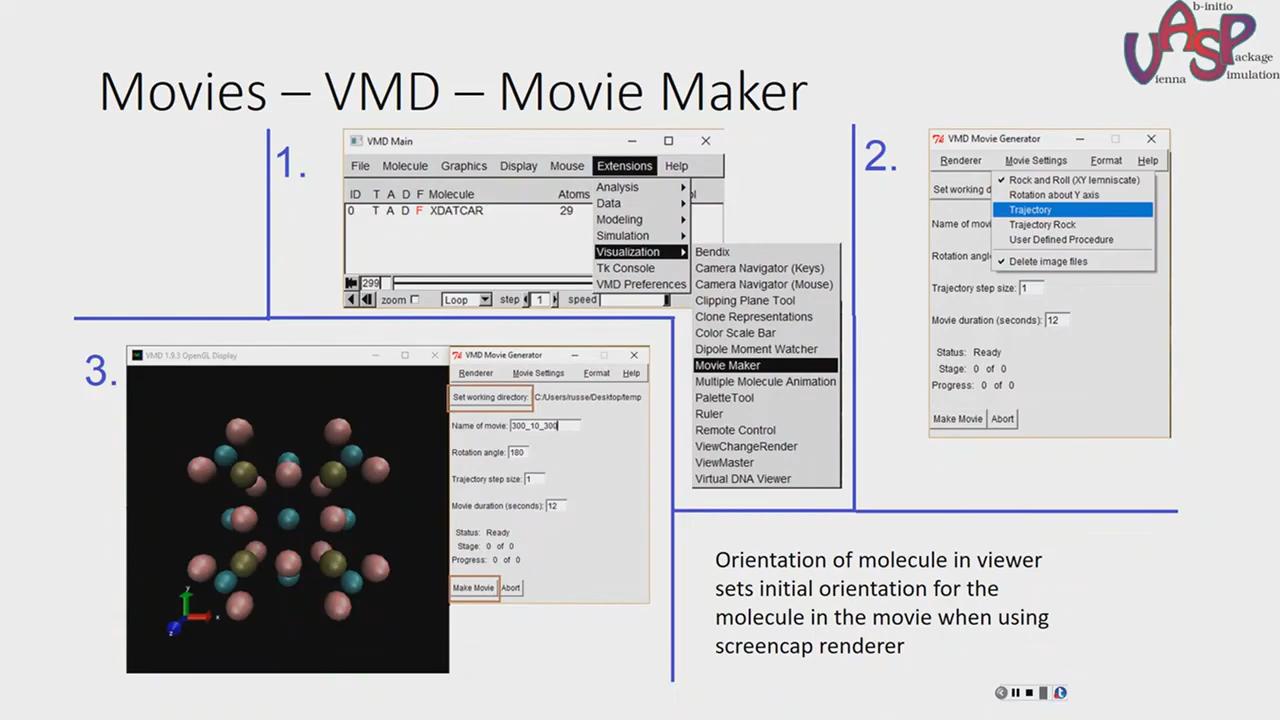 b-initio
VASP
ackage
ienna
imulation
Movies – VMD – Movie Maker
1.
VMD Main
File Molecule Graphics Display Mouse Extensions Help
ID T A D F Molecule Atoms
0 T A D F XDATCAR 29
299
zoom Loop step 1 speed
Analysis
Data
Modeling
Simulation
Visualization
Tk Console
VMD Preferences
Bendix
Camera Navigator (Keys)
Camera Navigator (Mouse)
Clipping Plane Tool
Clone Representations
Color Scale Bar
Dipole Moment Watcher
Movie Maker
Multiple Molecule Animation
PaletteTool
Ruler
Remote Control
ViewChangeRender
ViewMaster
Virtual DNA Viewer
2.
VMD Movie Generator
Renderer Movie Settings Format Help
Set working d
Name of movi
Rotation angl
✓ Rock and Roll (XY lemniscate)
Rotation about Y axis
Trajectory
Trajectory Rock
User Defined Procedure
✓ Delete image files
Trajectory step size: 1
Movie duration (seconds): 12
Status: Ready
Stage: 0 of 0
Progress: 0 of 0
Make Movie Abort
3.
VMD 1.9.3 OpenGL Display
y
x
z
VMD Movie Generator
Renderer Movie Settings Format Help
Set working directory: C:/Users/russe/Desktop/temp
Name of movie: 300_10_300
Rotation angle: 180
Trajectory step size: 1
Movie duration (seconds): 12
Status: Ready
Stage: 0 of 0
Progress: 0 of 0
Make Movie Abort
Orientation of molecule in viewer
sets initial orientation for the
molecule in the movie when using
screencap renderer